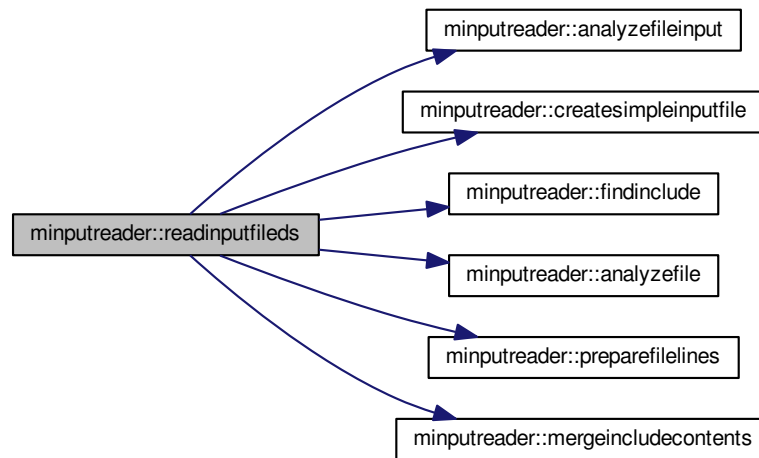 minputreader::analyzefileinput
minputreader::createsimpleinputfile
minputreader::findinclude
minputreader::readinputfileds
minputreader::analyzefile
minputreader::preparefilelines
minputreader::mergeincludecontents